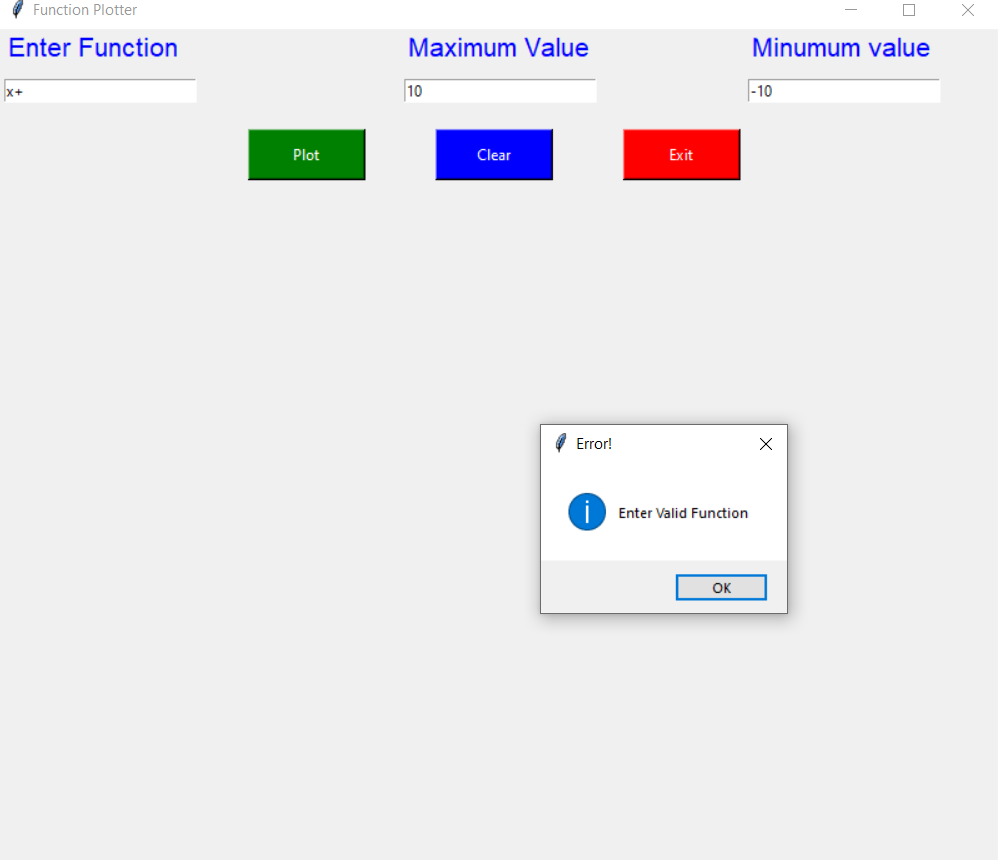 Function Plotter
Enter Function Maximum Value Minumum value
x+ 10 -10
Plot Clear Exit
Error!
i Enter Valid Function
OK